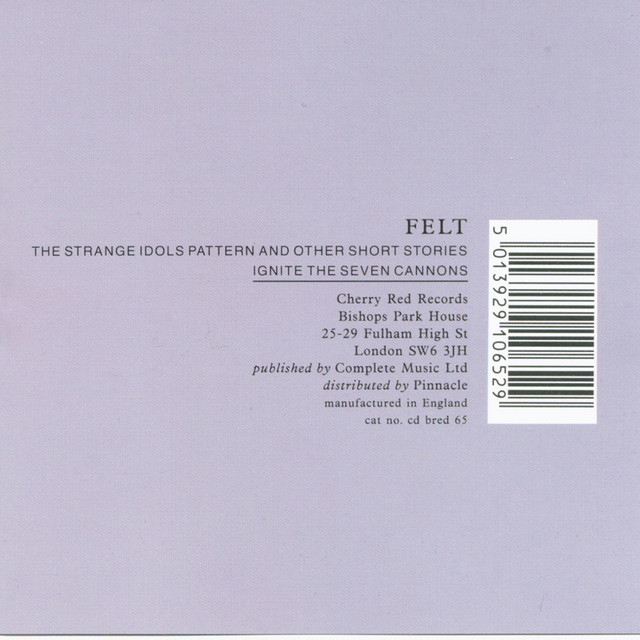 FELT
THE STRANGE IDOLS PATTERN AND OTHER SHORT STORIES
IGNITE THE SEVEN CANNONS
Cherry Red Records
Bishops Park House
25-29 Fulham High St
London SW6 3JH
published by Complete Music Ltd
distributed by Pinnacle
manufactured in England
cat no. cd bred 65
5 013929 106529